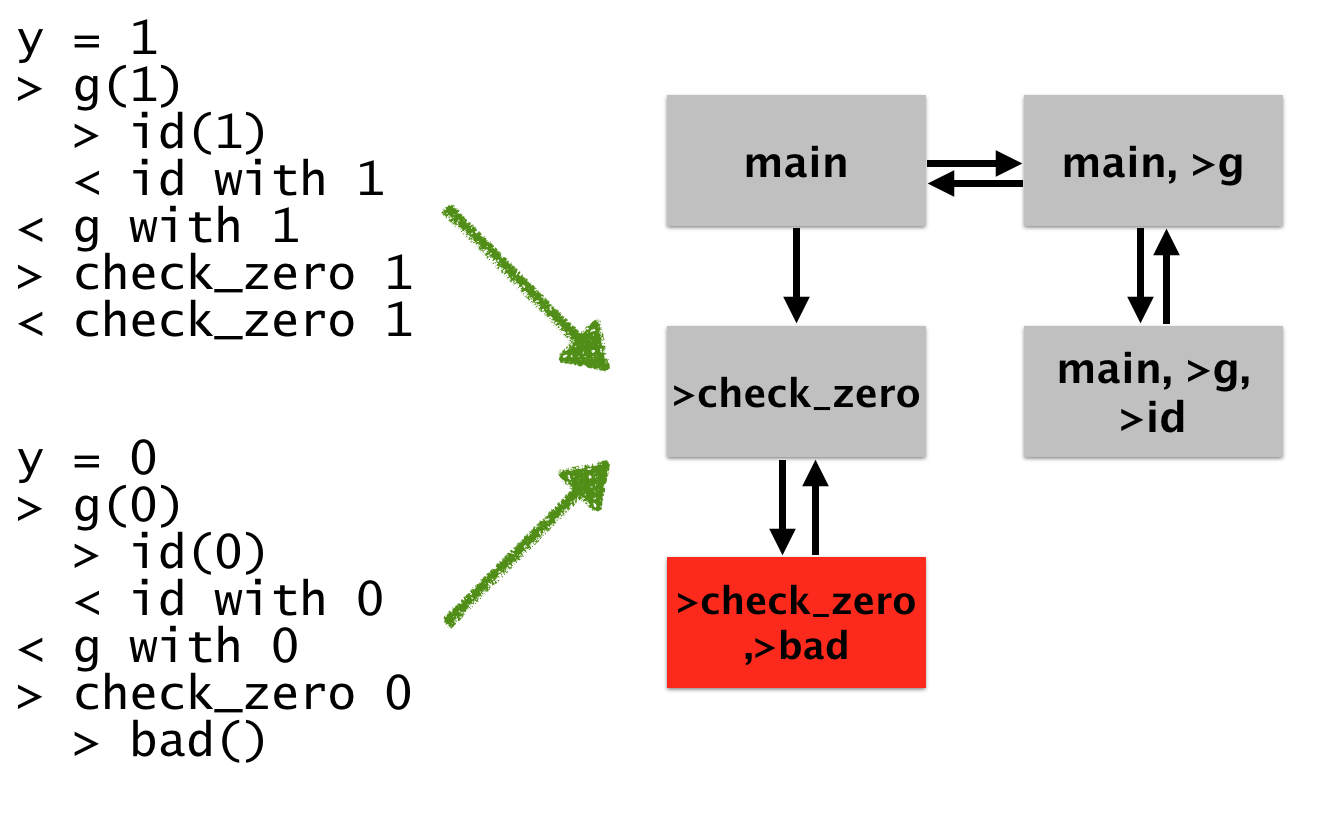 y = 1
> g(1)
  > id(1)
  < id with 1
< g with 1
> check_zero 1
< check_zero 1
y = 0
> g(0)
  > id(0)
  < id with 0
< g with 0
> check_zero 0
  > bad()
main
main, >g
>check_zero
main, >g,
>id
>check_zero
,>bad